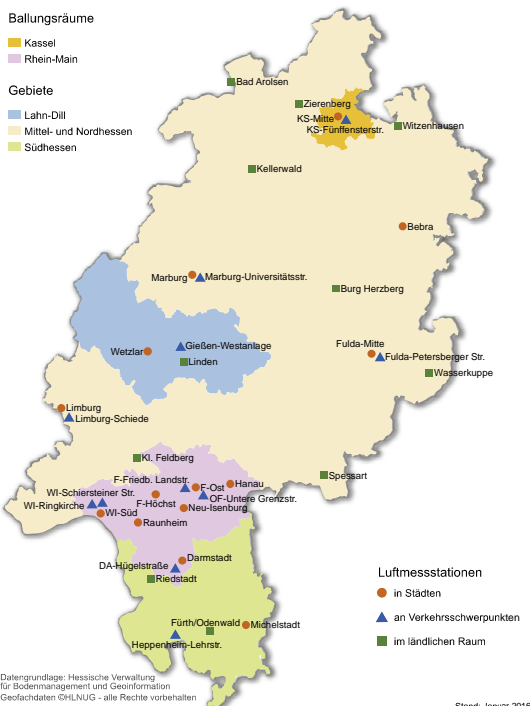 Ballungsräume
Kassel
Rhein-Main
Gebiete
Lahn-Dill
Mittel- und Nordhessen
Südhessen
Bad Arolsen
Zierenberg
KS-Mitte
KS-Fünffensterstr.
Witzenhausen
Kellerwald
Bebra
Marburg
Marburg-Universitätsstr.
Burg Herzberg
Fulda-Mitte
Gießen-Westanlage
Wetzlar
Fulda-Petersberger Str.
Linden
Wasserkuppe
Limburg
Limburg-Schiede
Kl. Feldberg
Spessart
F-Friedb. Landstr.
Hanau
F-Ost
WI-Schiersteiner Str.
OF-Untere Grenzstr.
WI-Ringkirche
F-Höchst
Neu-Isenburg
WI-Süd
Raunheim
Darmstadt
DA-Hügelstraße
Riedstadt
Fürth/Odenwald
Michelstadt
Heppenheim-Lehrstr.
Luftmessstationen
in Städten
an Verkehrsschwerpunkten
im ländlichen Raum
Datengrundlage: Hessische Verwaltung
für Bodenmanagement und Geoinformation
Geofachdaten ©HLNUG - alle Rechte vorbehalten